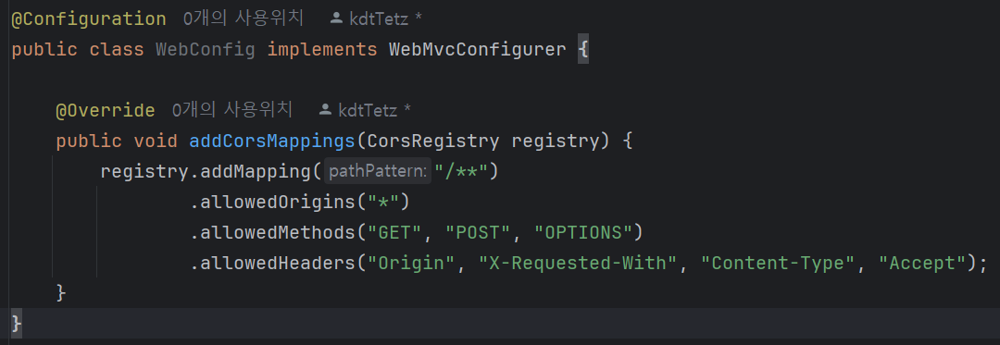 @Configuration 0개의 사용위치 kdtTetz *
public class WebConfig implements WebMvcConfigurer {
@Override 0개의 사용위치 kdtTetz *
public void addCorsMappings(CorsRegistry registry) {
registry.addMapping( pathPattern: "/**")
.allowedOrigins("*")
.allowedMethods("GET", "POST", "OPTIONS")
.allowedHeaders("Origin", "X-Requested-With", "Content-Type", "Accept");
}
}